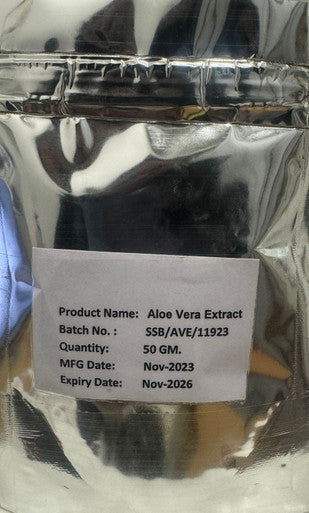 Product Name: Aloe Vera Extract
Batch No. : SSB/AVE/11923
Quantity: 50 GM.
MFG Date: Nov-2023
Expiry Date: Nov-2026